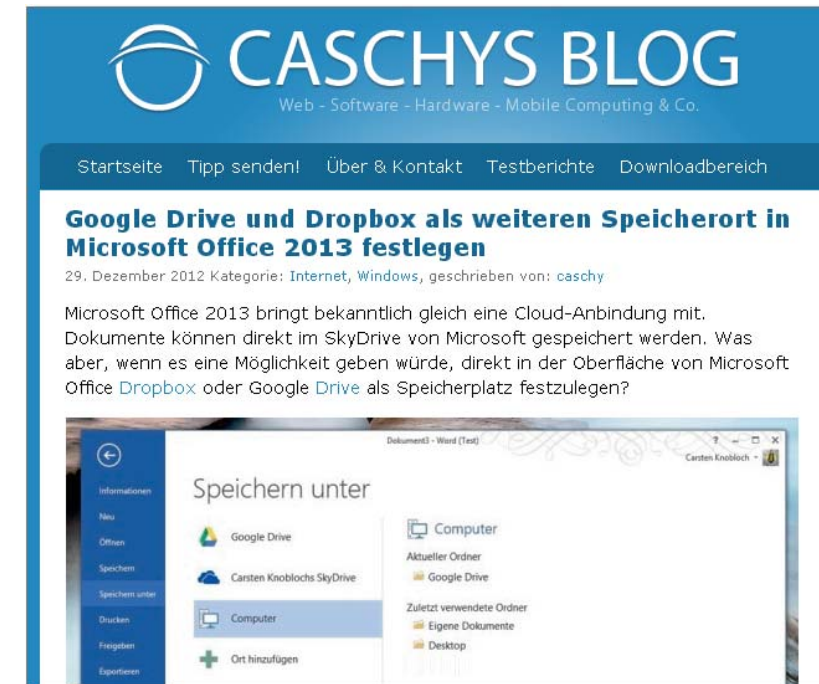 CASCHYS BLOG
Web - Software - Hardware - Mobile Computing & Co.
Startseite Tipp senden! Über & Kontakt Testberichte Downloadbereich
Google Drive und Dropbox als weiteren Speicherort in
Microsoft Office 2013 festlegen
29. Dezember 2012 Kategorie: Internet, Windows, geschrieben von: caschy
Microsoft Office 2013 bringt bekanntlich gleich eine Cloud-Anbindung mit.
Dokumente können direkt im SkyDrive von Microsoft gespeichert werden. Was
aber, wenn es eine Möglichkeit geben würde, direkt in der Oberfläche von Microsoft
Office Dropbox oder Google Drive als Speicherplatz festzulegen?
Dokument3 - Word (Test)
Carsten Knobloch
Informationen
Neu
Öffnen
Speichern
Speichern unter
Drucken
Freigeben
Exportieren
Speichern unter
Google Drive
Carsten Knoblochs SkyDrive
Computer
Ort hinzufügen
Computer
Aktueller Ordner
Google Drive
Zuletzt verwendete Ordner
Eigene Dokumente
Desktop